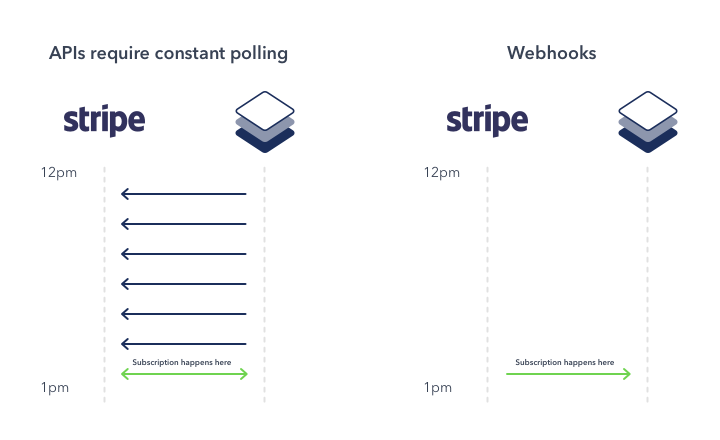 APIs require constant polling
stripe
12pm
Subscription happens here
1pm
Webhooks
stripe
12pm
Subscription happens here
1pm